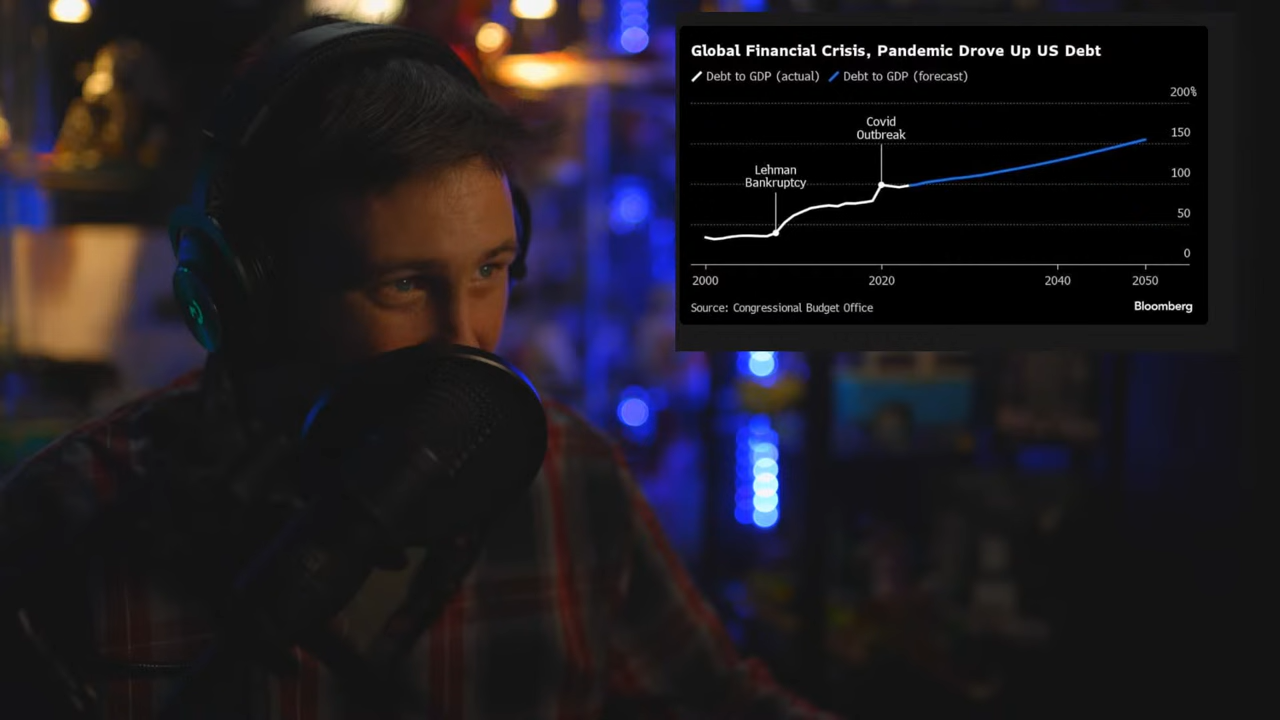 Global Financial Crisis, Pandemic Drove Up US Debt
Debt to GDP (actual) Debt to GDP (forecast)
200%
Covid
Outbreak
150
Lehman
Bankruptcy
100
50
0
2000 2020 2040 2050
Source: Congressional Budget Office Bloomberg